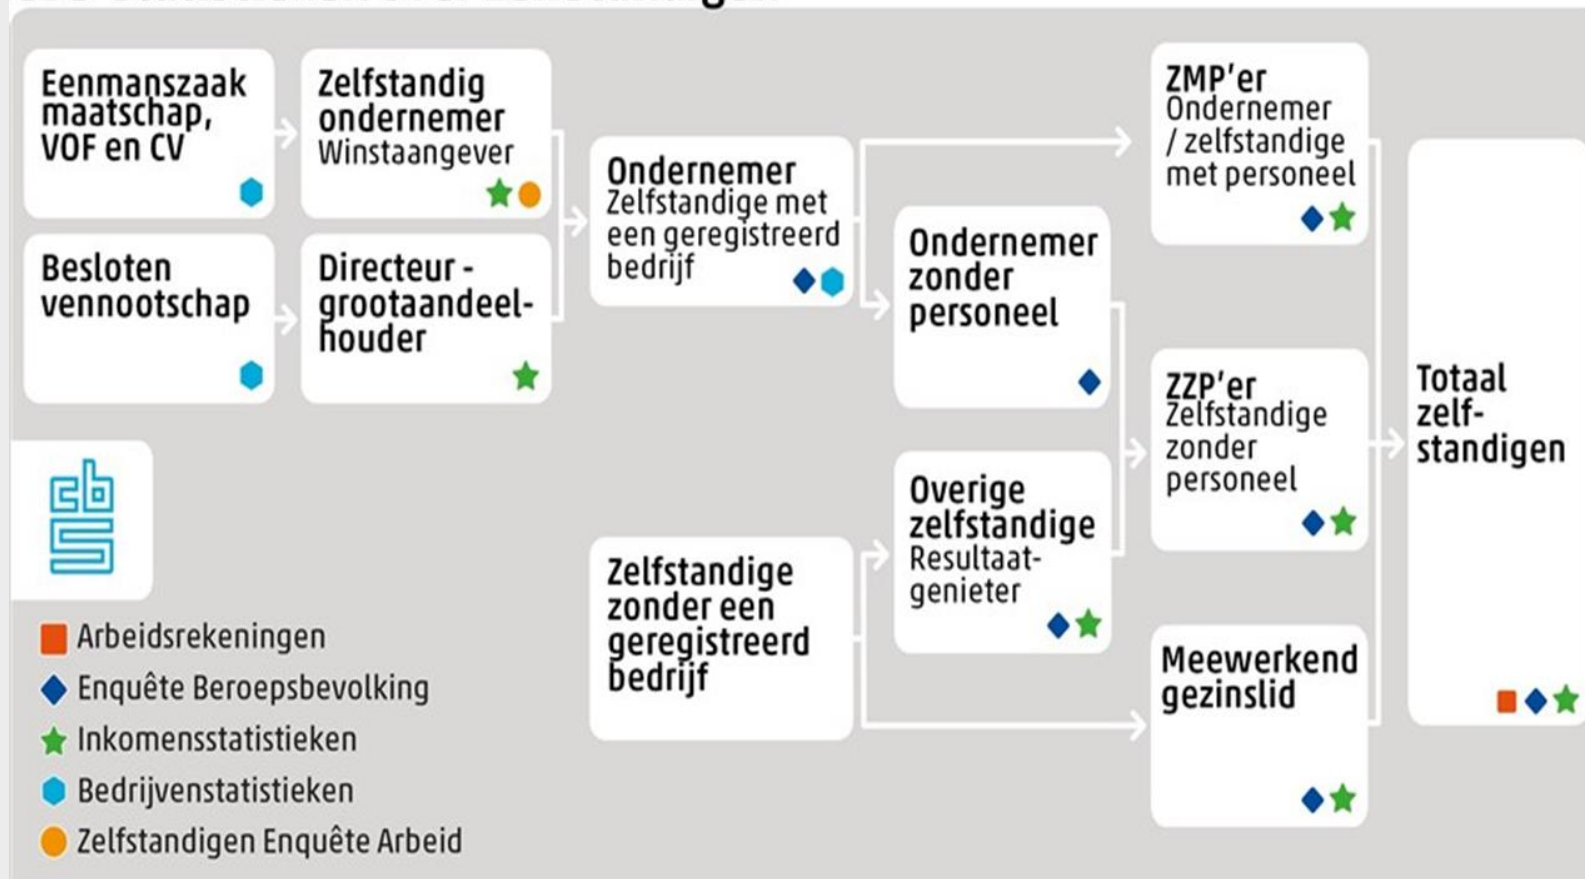 Eenmanszaak
maatschap,
VOF en CV
Zelfstandig
ondernemer
Winstaangever
Besloten
vennootschap
Directeur -
grootaandeel-
houder
Ondernemer
Zelfstandige met
een geregistreerd
bedrijf
Ondernemer
zonder
personeel
ZMP'er
Ondernemer
/ zelfstandige
met personeel
Zelfstandige
zonder een
geregistreerd
bedrijf
Overige
zelfstandige
Resultaat-
genieter
ZZP'er
Zelfstandige
zonder
personeel
Meewerkend
gezinslid
Totaal
zelf-
standigen
cbs
Arbeidsrekeningen
Enquête Beroepsbevolking
Inkomensstatistieken
Bedrijvenstatistieken
Zelfstandigen Enquête Arbeid